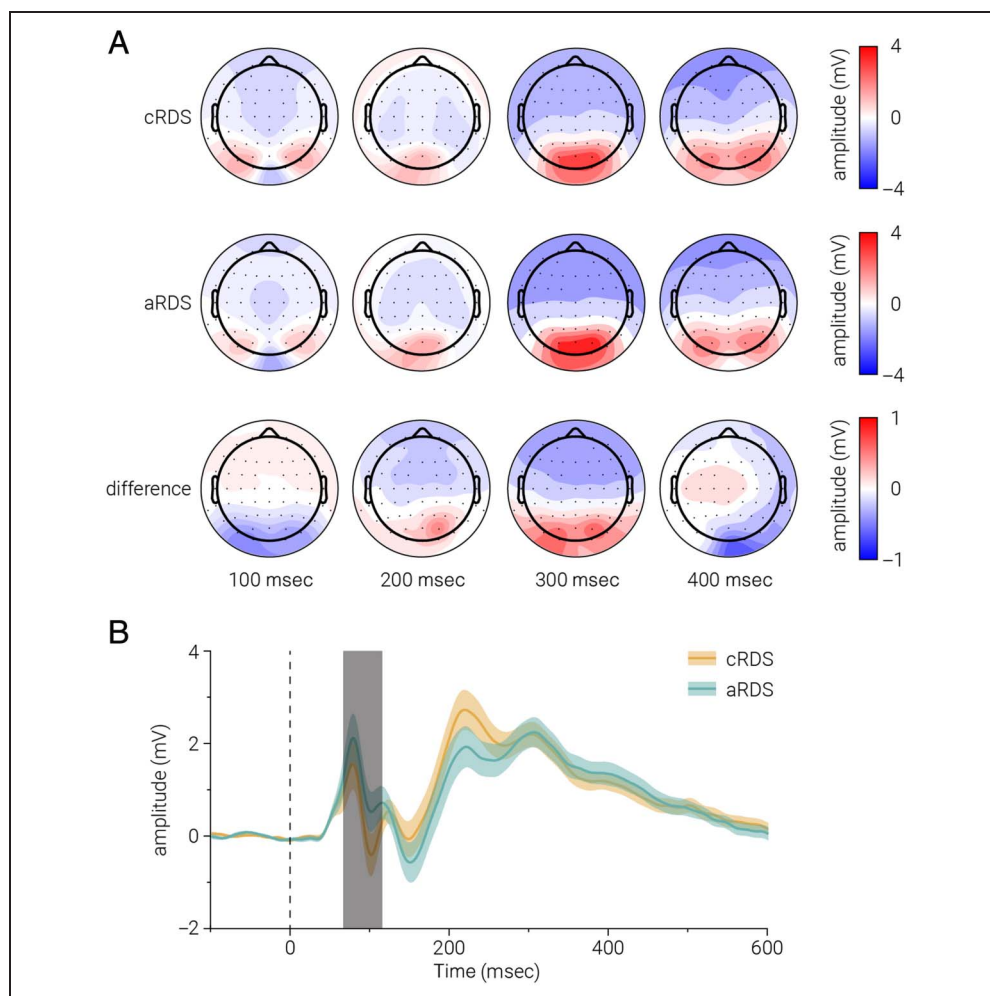 A
cRDS
4
0
−4
amplitude (mV)
aRDS
4
0
−4
amplitude (mV)
difference
1
0
−1
amplitude (mV)
100 msec
200 msec
300 msec
400 msec
B
4
2
0
−2
amplitude (mV)
cRDS
aRDS
0
200
400
600
Time (msec)